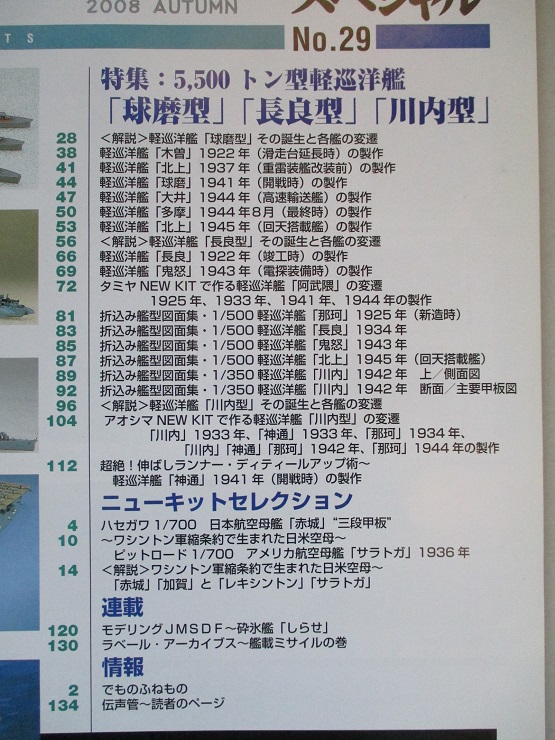 2008 AUTUMN
スペシャル
T S
No.29
特集：5,500トン型軽巡洋艦
「球磨型」「長良型」「川内型」
28 ＜解説＞軽巡洋艦「球磨型」その誕生と各艦の変遷
38 軽巡洋艦「木曽」1922年（滑走台延長時）の製作
41 軽巡洋艦「北上」1937年（重雷装艦改装前）の製作
44 軽巡洋艦「球磨」1941年（開戦時）の製作
47 軽巡洋艦「大井」1944年（高速輸送艦）の製作
50 軽巡洋艦「多摩」1944年8月（最終時）の製作
53 軽巡洋艦「北上」1945年（回天搭載艦）の製作
56 ＜解説＞軽巡洋艦「長良型」その誕生と各艦の変遷
66 軽巡洋艦「長良」1922年（竣工時）の製作
69 軽巡洋艦「鬼怒」1943年（電探装備時）の製作
72 タミヤNEW KITで作る軽巡洋艦「阿武隈」の変遷
1925年、1933年、1941年、1944年の製作
81 折込み艦型図面集・1/500軽巡洋艦「那珂」1925年（新造時）
83 折込み艦型図面集・1/500軽巡洋艦「長良」1934年
85 折込み艦型図面集・1/500軽巡洋艦「鬼怒」1943年
87 折込み艦型図面集・1/500軽巡洋艦「北上」1945年（回天搭載艦）
89 折込み艦型図面集・1/350軽巡洋艦「川内」1942年 上／側面図
92 折込み艦型図面集・1/350軽巡洋艦「川内」1942年 断面／主要甲板図
96 ＜解説＞軽巡洋艦「川内型」その誕生と各艦の変遷
104 アオシマNEW KITで作る軽巡洋艦「川内型」の変遷
「川内」1933年、「神通」1933年、「那珂」1934年、
「川内」「神通」「那珂」1942年、「那珂」1944年の製作
112 超絶！伸ばしランナー・ディティールアップ術～
軽巡洋艦「神通」1941年（開戦時）の製作
ニューキットセレクション
4 ハセガワ1/700 日本航空母艦「赤城」“三段甲板”
10 ～ワシントン軍縮条約で生まれた日米空母～
ピットロード1/700 アメリカ航空母艦「サラトガ」1936年
14 ＜解説＞ワシントン軍縮条約で生まれた日米空母～
「赤城」「加賀」と「レキシントン」「サラトガ」
連載
120 モデリングJMSDF～砕氷艦「しらせ」
130 ラベール・アーカイブス～艦載ミサイルの巻
情報
2 でものふねもの
134 伝声管～読者のページ